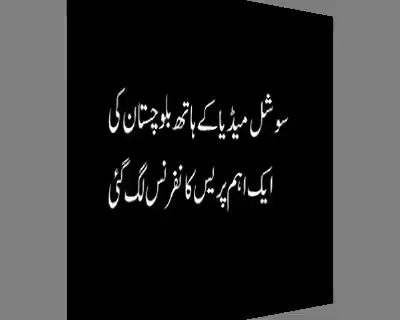 سوشل میڈیا کے ہاتھ بلوچستان کی
ایک اہم پریس کانفرنس لگ گئی